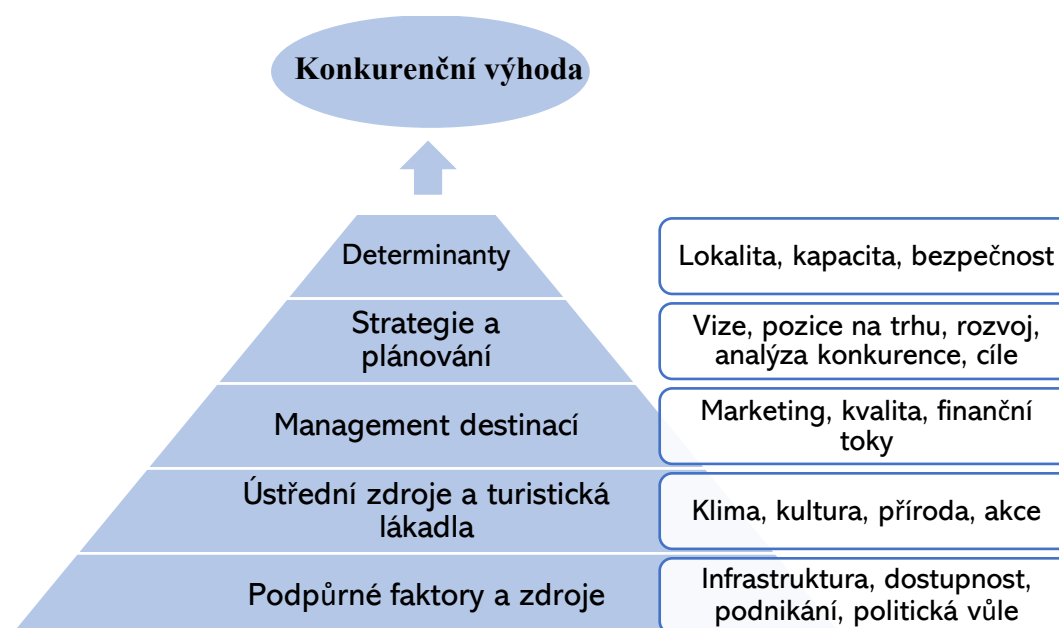 Konkurenční výhoda
Determinanty
Lokalita, kapacita, bezpečnost
Strategie a
plánování
Vize, pozice na trhu, rozvoj,
analýza konkurence, cíle
Management destinací
Marketing, kvalita, finanční
toky
Ústřední zdroje a turistická
lákadla
Klima, kultura, příroda, akce
Podpůrné faktory a zdroje
Infrastruktura, dostupnost,
podnikání, politická vůle